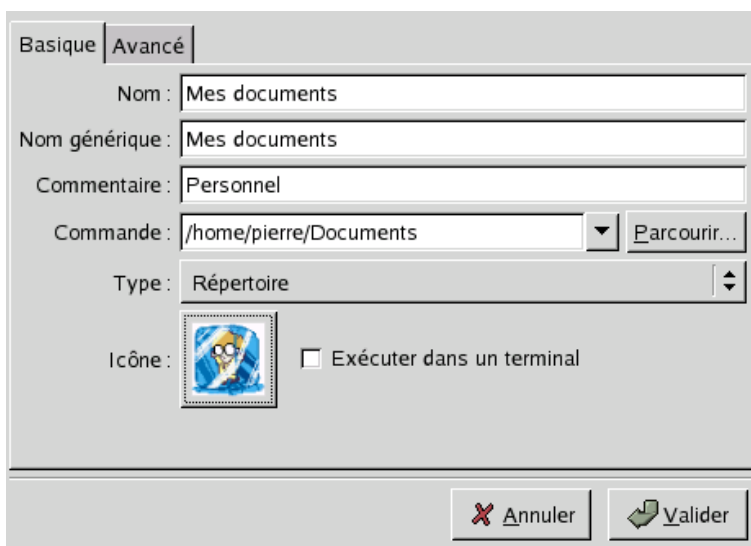 Basique Avancé
Nom : Mes documents
Nom générique : Mes documents
Commentaire : Personnel
Commande : /home/pierre/Documents Parcourir...
Type : Répertoire
Icône : Exécuter dans un terminal
Annuler Valider